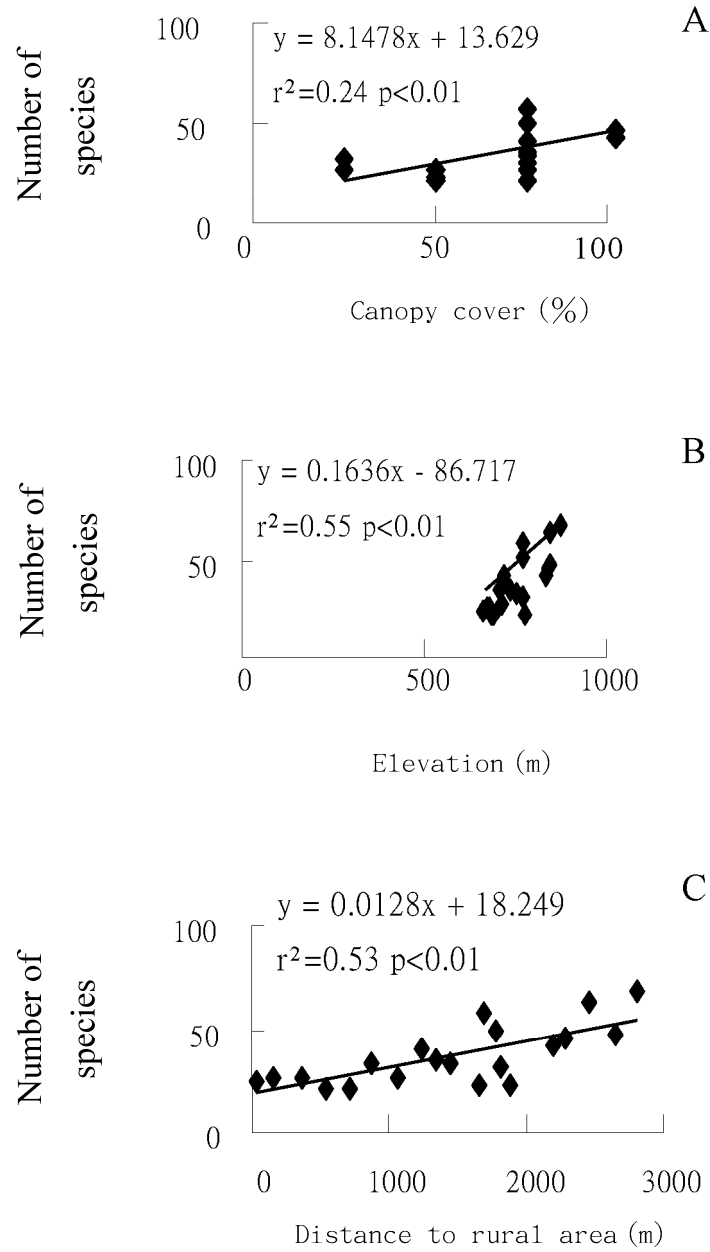 A
100
y = 8.1478x + 13.629
r²=0.24 p<0.01
Number of
species
50
0
0 50 100
Canopy cover (%)
B
100
y = 0.1636x - 86.717
r²=0.55 p<0.01
Number of
species
50
0 500 1000
Elevation (m)
C
100
y = 0.0128x + 18.249
r²=0.53 p<0.01
Number of
species
50
0
0 1000 2000 3000
Distance to rural area (m)